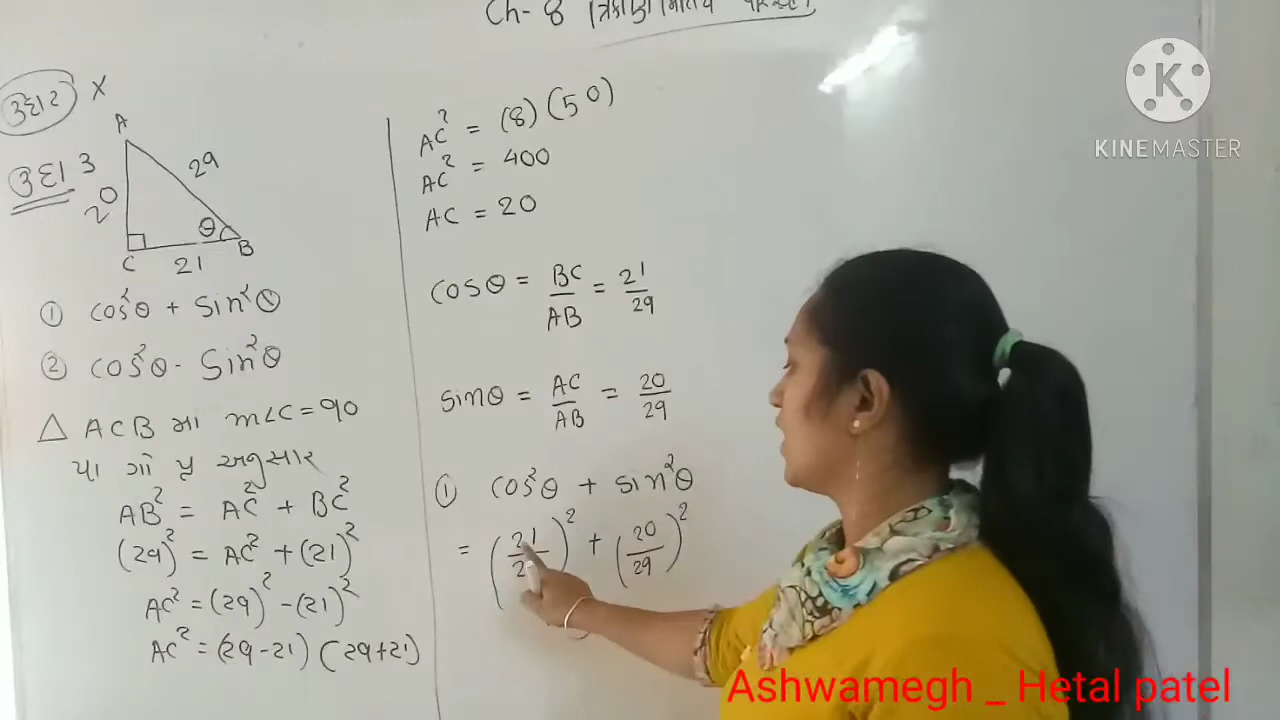 Ch- 8 ત્રિકોણમિતિય
ઉદા 2 X
ઉદા 3
A
29
20
θ
C
21
B
① cos²θ + sin²θ
② cos²θ - sin²θ
△ ACB માં m∠C = 90
પા ગો પ્ર અનુસાર
AB² = AC² + BC²
(29)² = AC² + (21)²
AC² = (29)² - (21)²
AC² = (29-21) (29+21)
AC² = (8) (50)
AC² = 400
AC = 20
cosθ = BC/AB = 21/29
sinθ = AC/AB = 20/29
① cos²θ + sin²θ
= (21/2)² + (20/29)²
K
KINEMASTER
Ashwamegh _ Hetal patel